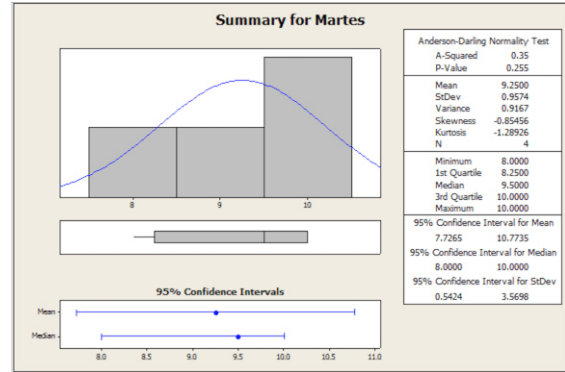 Summary for Martes
8 9 10
95% Confidence Intervals
Mean
Median
8.0 8.5 9.0 9.5 10.0 10.5 11.0
Anderson-Darling Normality Test
A-Squared 0.35
P-Value 0.255
Mean 9.2500
StDev 0.9574
Variance 0.9167
Skewness -0.85456
Kurtosis -1.28926
N 4
Minimum 8.0000
1st Quartile 8.2500
Median 9.5000
3rd Quartile 10.0000
Maximum 10.0000
95% Confidence Interval for Mean
7.7265 10.7735
95% Confidence Interval for Median
8.0000 10.0000
95% Confidence Interval for StDev
0.5424 3.5698